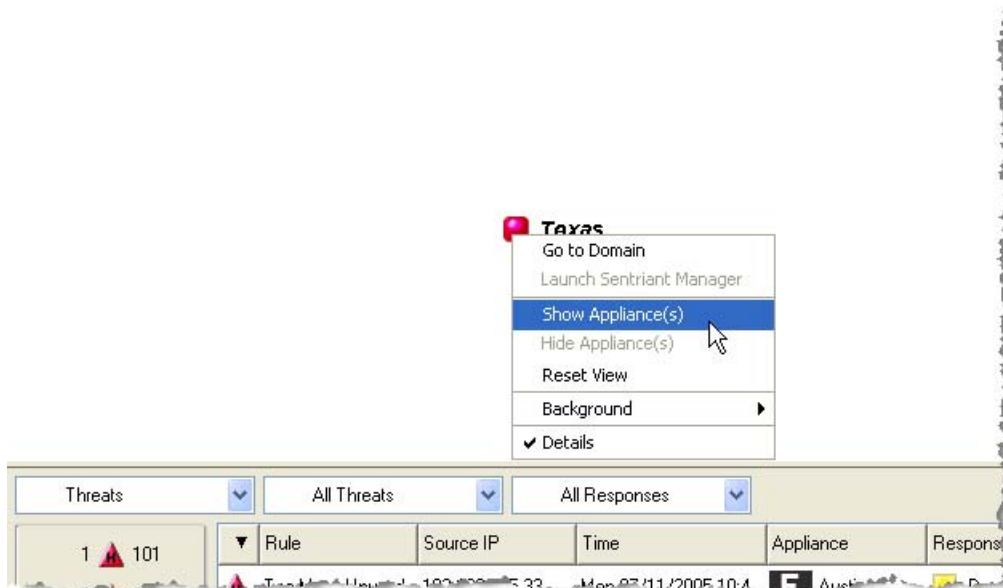 Texas
Go to Domain
Launch Sentriant Manager
Show Appliance(s)
Hide Appliance(s)
Reset View
Background
Details
Threats All Threats All Responses
1 H 101 Rule Source IP Time Appliance